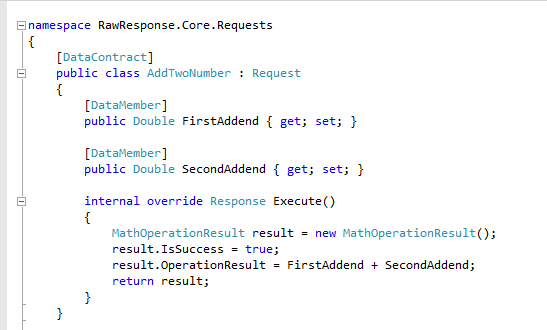 namespace RawResponse.Core.Requests
{
[DataContract]
public class AddTwoNumber : Request
{
[DataMember]
public Double FirstAddend { get; set; }
[DataMember]
public Double SecondAddend { get; set; }
internal override Response Execute()
{
MathOperationResult result = new MathOperationResult();
result.IsSuccess = true;
result.OperationResult = FirstAddend + SecondAddend;
return result;
}
}